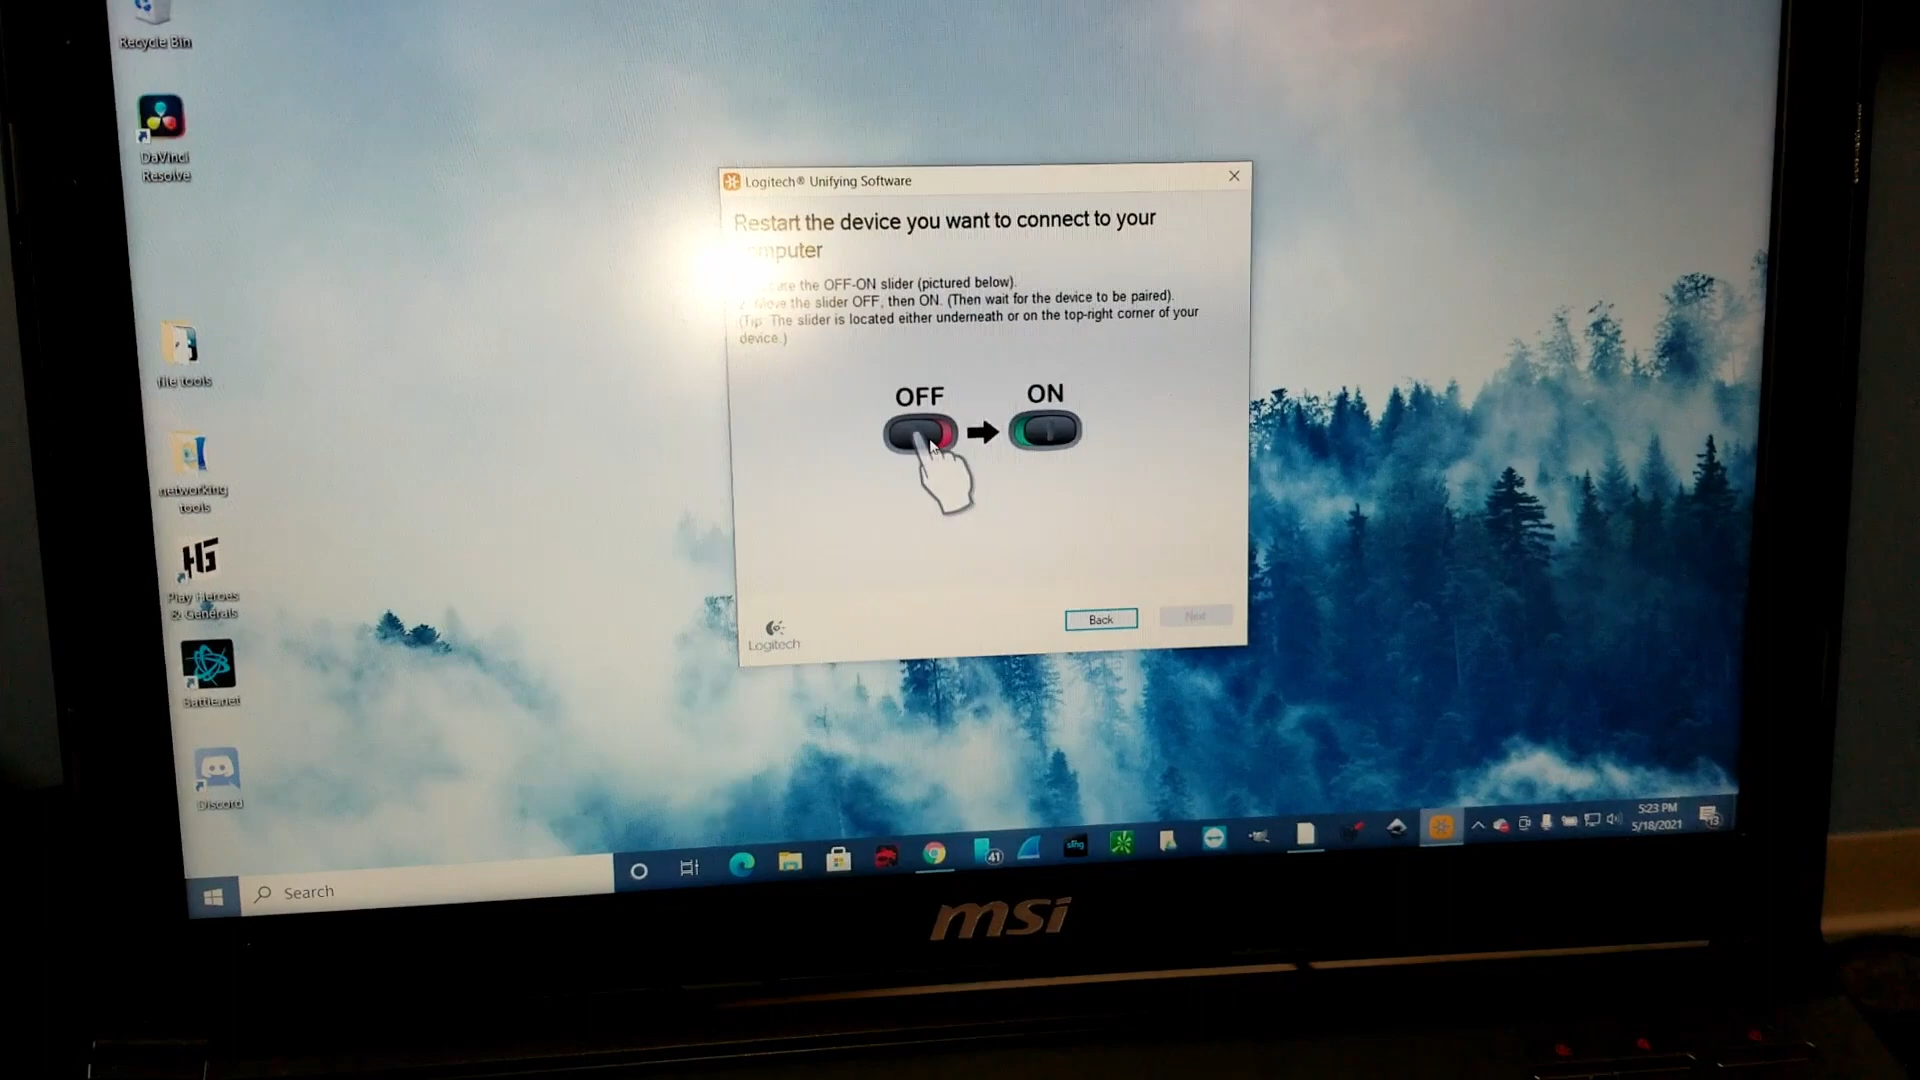 Recycle Bin
DaVinci
Resolve
file tools
networking
tools
Play Heroes
& Generals
Battle.net
Discord
Logitech® Unifying Software
Restart the device you want to connect to your
computer
the OFF-ON slider (pictured below).
Move the slider OFF, then ON. (Then wait for the device to be paired).
(Tip: The slider is located either underneath or on the top-right corner of your
device.)
OFF
ON
Logitech
Back
Next
Search
41
sling
5:23 PM
5/18/2021
13
msi